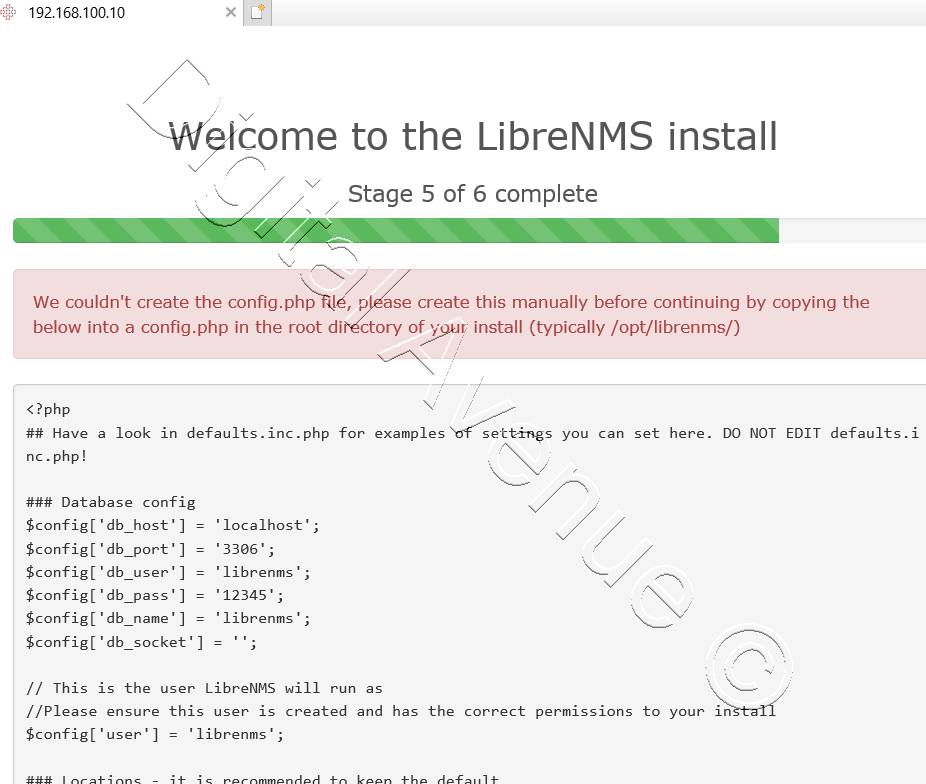 192.168.100.10
Welcome to the LibreNMS install
Stage 5 of 6 complete
We couldn't create the config.php file, please create this manually before continuing by copying the
below into a config.php in the root directory of your install (typically /opt/librenms/)
<?php
## Have a look in defaults.inc.php for examples of settings you can set here. DO NOT EDIT defaults.i
nc.php!
### Database config
$config['db_host'] = 'localhost';
$config['db_port'] = '3306';
$config['db_user'] = 'librenms';
$config['db_pass'] = '12345';
$config['db_name'] = 'librenms';
$config['db_socket'] = '';
// This is the user LibreNMS will run as
//Please ensure this user is created and has the correct permissions to your install
$config['user'] = 'librenms';
### Locations - it is recommended to keep the default
Digital Avenue ©